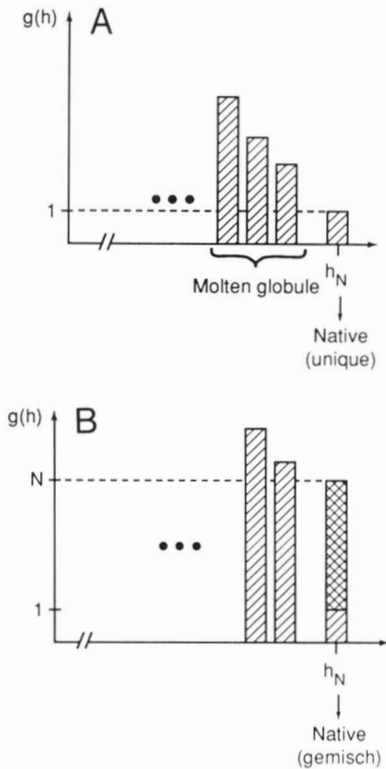 g(h)
A
1
Molten globule
h_N
Native
(unique)
g(h)
B
N
1
h_N
Native
(gemisch)